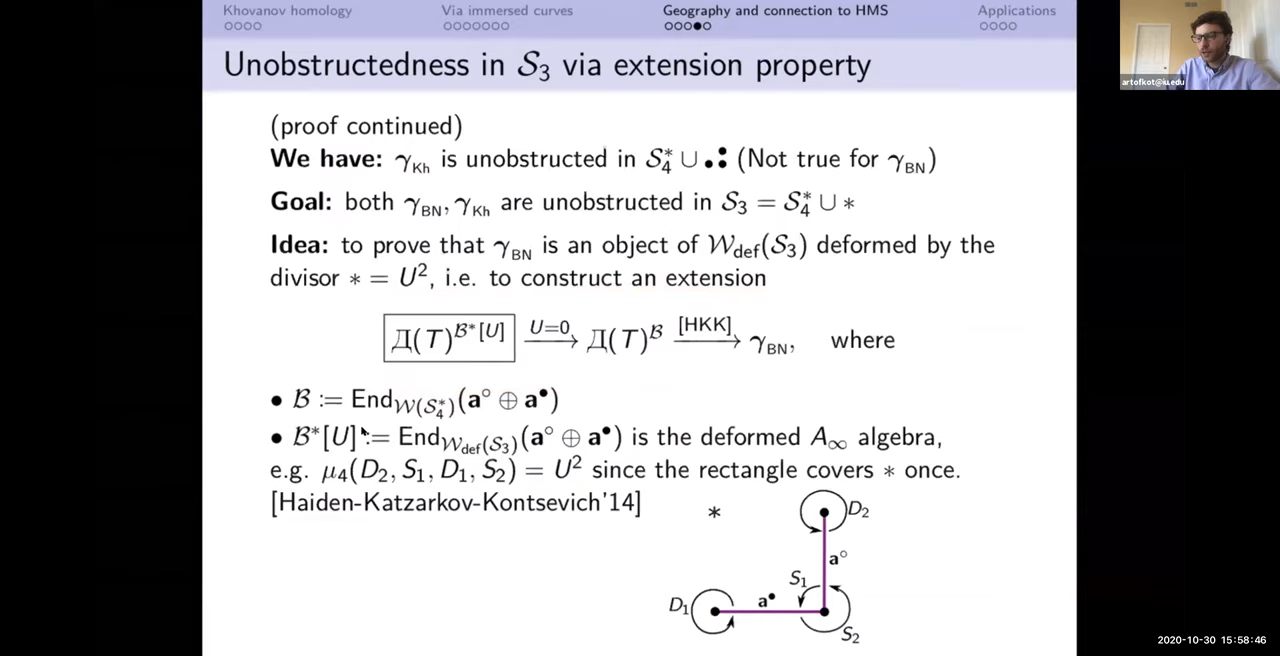 Khovanov homology Via immersed curves Geography and connection to HMS Applications
Unobstructedness in 𝒮₃ via extension property
artofkot@iu.edu
(proof continued)
We have: γ_Kh is unobstructed in 𝒮₄* ∪ •• (Not true for γ_BN)
Goal: both γ_BN, γ_Kh are unobstructed in 𝒮₃ = 𝒮₄* ∪ *
Idea: to prove that γ_BN is an object of 𝒲_def(𝒮₃) deformed by the
divisor * = U², i.e. to construct an extension
Д(T)^ℬ*[U] U=0⟶ Д(T)^ℬ [HKK]⟶ γ_BN, where
• ℬ := End_𝒲(𝒮₄*)(a° ⊕ a•)
• ℬ*[U] := End_𝒲def(𝒮₃)(a° ⊕ a•) is the deformed A∞ algebra,
e.g. μ₄(D₂, S₁, D₁, S₂) = U² since the rectangle covers * once.
[Haiden-Katzarkov-Kontsevich'14]
* D₂
a°
S₁
D₁ a•
S₂
2020-10-30 15:58:46